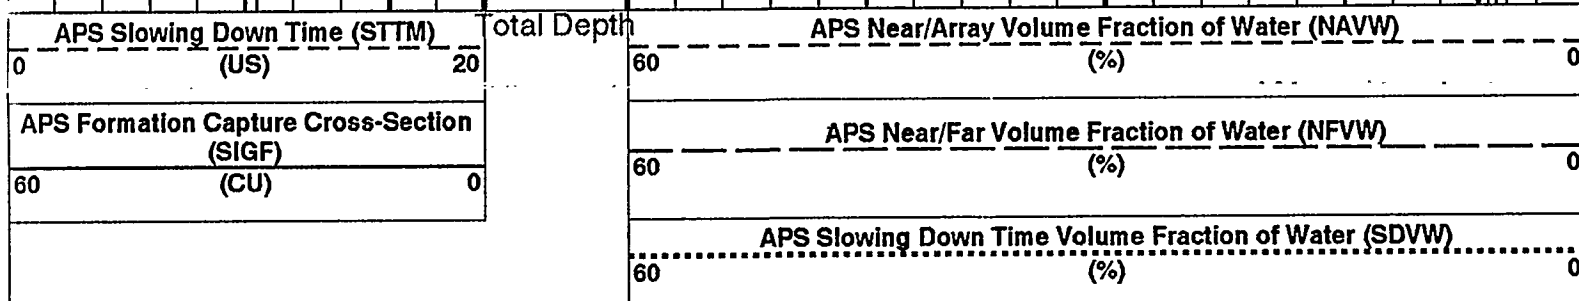 APS Slowing Down Time (STTM)
0 (US) 20
APS Formation Capture Cross-Section
(SIGF)
60 (CU) 0
Total Depth
APS Near/Array Volume Fraction of Water (NAVW)
60 (%) 0
APS Near/Far Volume Fraction of Water (NFVW)
60 (%) 0
APS Slowing Down Time Volume Fraction of Water (SDVW)
60 (%) 0